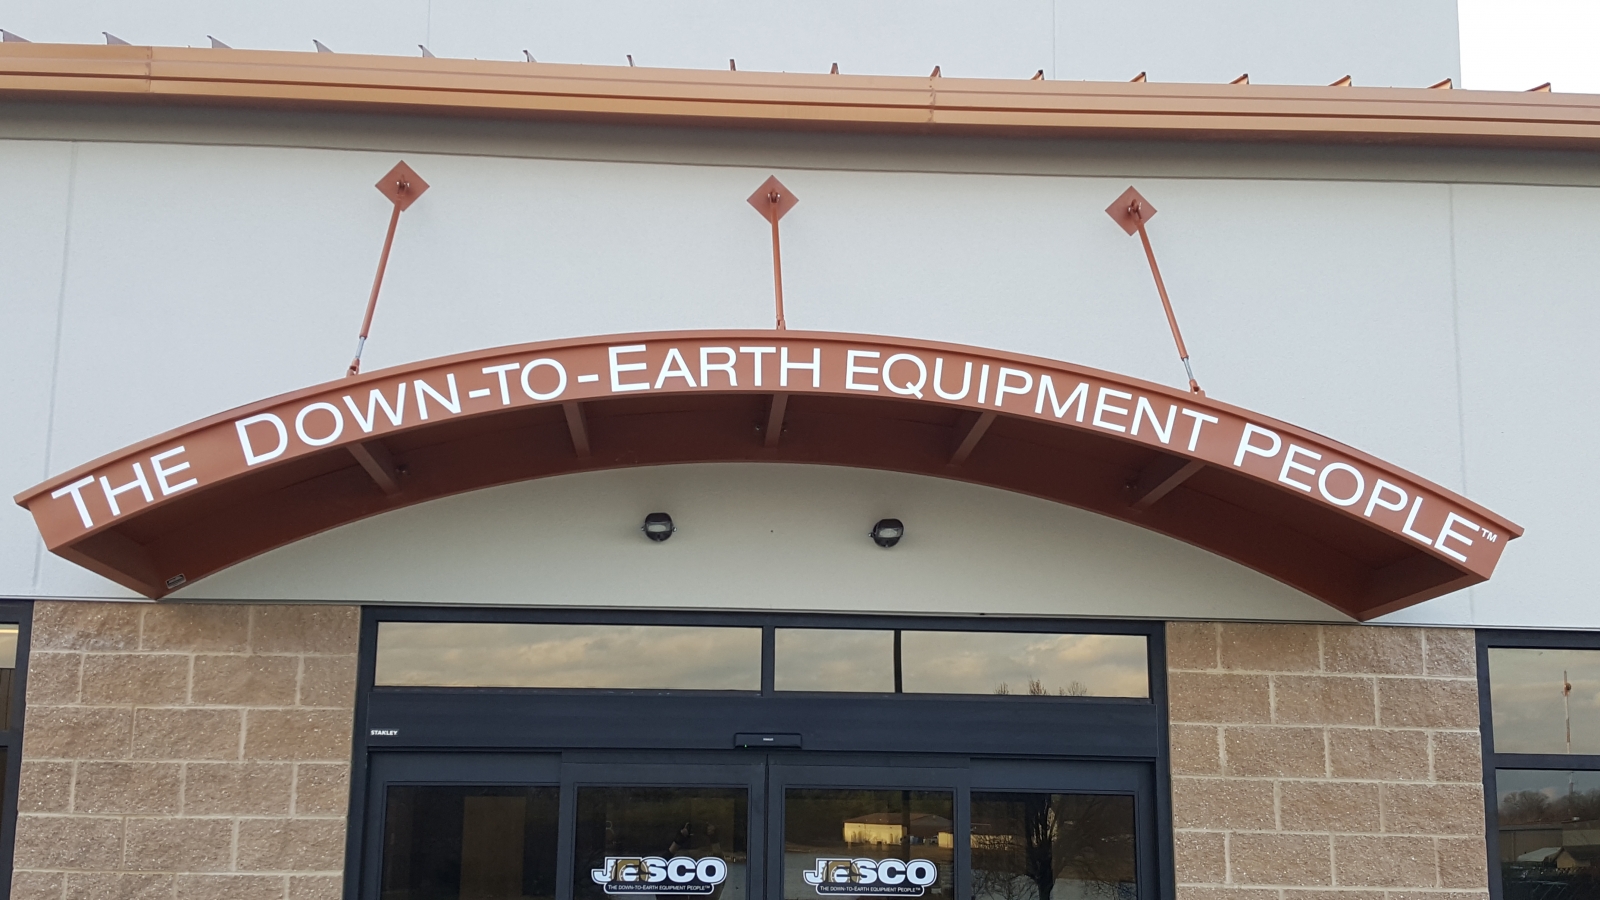 THE DOWN-TO-EARTH EQUIPMENT PEOPLE™
STANLEY
JESCO
THE DOWN-TO-EARTH EQUIPMENT PEOPLE™
JESCO
THE DOWN-TO-EARTH EQUIPMENT PEOPLE™